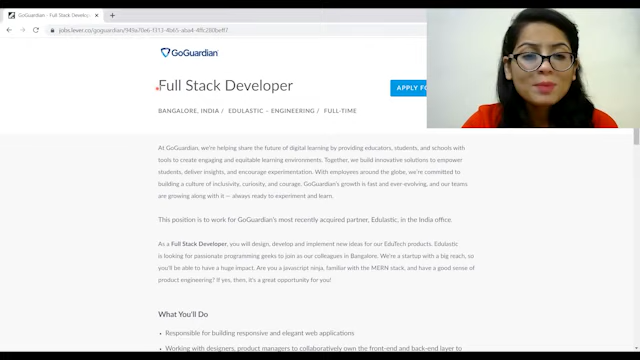 GoGuardian - Full Stack Developer
jobs.lever.co/goguardian/
GoGuardian
Full Stack Developer
APPLY FO
BANGALORE, INDIA / EDULASTIC – ENGINEERING / FULL-TIME
At GoGuardian, we're helping share the future of digital learning by providing educators, students, and schools with
tools to create engaging and equitable learning environments. Together, we build innovative solutions to empower
students, deliver insights, and encourage experimentation. With employees around the globe, we're committed to
building a culture of inclusivity, curiosity, and courage, GoGuardian's growth is fast and ever-evolving, and our teams
are growing along with it — always ready to experiment and learn.
This position is to work for GoGuardian's most recently acquired partner, Edulastic, in the India office.
As a Full Stack Developer, you will design, develop and implement new ideas for our EduTech products. Edulastic
is looking for passionate programming geeks to join as our colleagues in Bangalore. We're a startup with a big reach, so
you'll be able to have a huge impact. Are you a javascript ninja, familiar with the MERN stack, and have a good sense of
product engineering? If yes, then, it's a great opportunity for you!
What You'll Do
• Responsible for building responsive and elegant web applications
• Working with designers, product managers to collaboratively own the front-end and back-end layer to